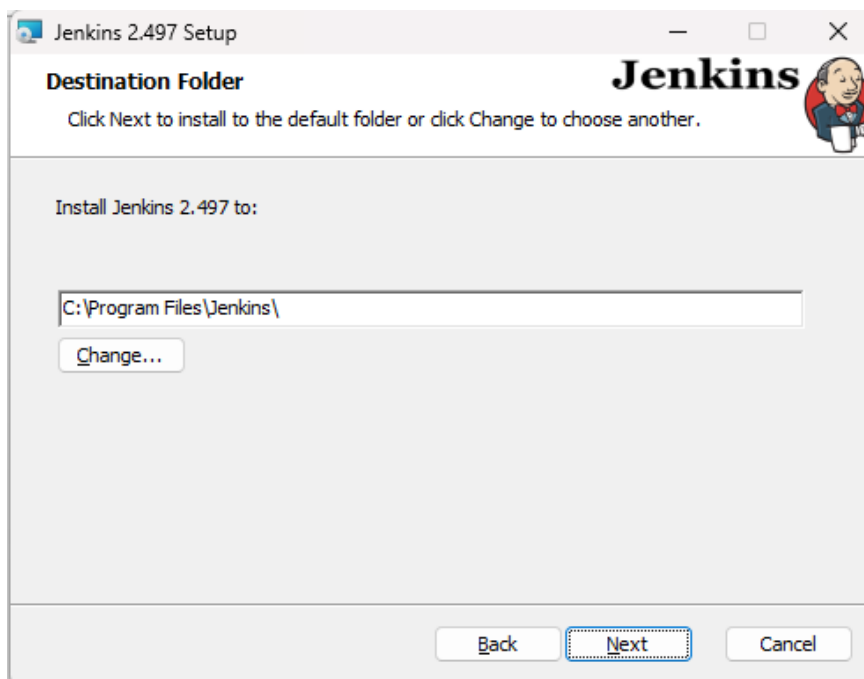 Jenkins 2.497 Setup
Destination Folder
Jenkins
Click Next to install to the default folder or click Change to choose another.
Install Jenkins 2.497 to:
C:\Program Files\Jenkins\
Change...
Back Next Cancel